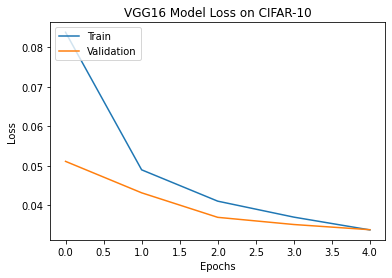 VGG16 Model Loss on CIFAR-10
Train
Validation
0.08
0.07
0.06
0.05
0.04
Loss
0.0 0.5 1.0 1.5 2.0 2.5 3.0 3.5 4.0
Epochs